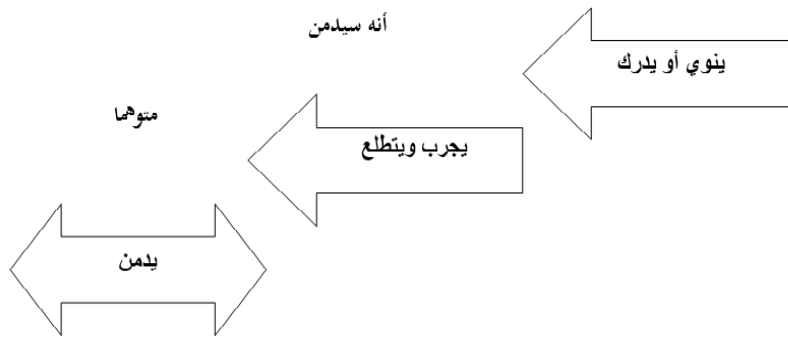 أنه سيدمن
ينوي أو يدرك
متوهما
يجرب ويتطلع
يدمن